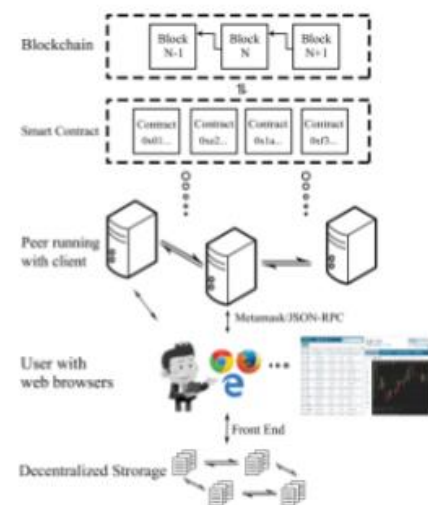 Blockchain
Block
N-1
Block
N
Block
N+1
Smart Contract
Contract
0x01...
Contract
0xe2...
Contract
0x1a...
Contract
0xf3...
Peer running
with client
Metamask/JSON-RPC
User with
web browsers
Front End
Decentralized Strorage